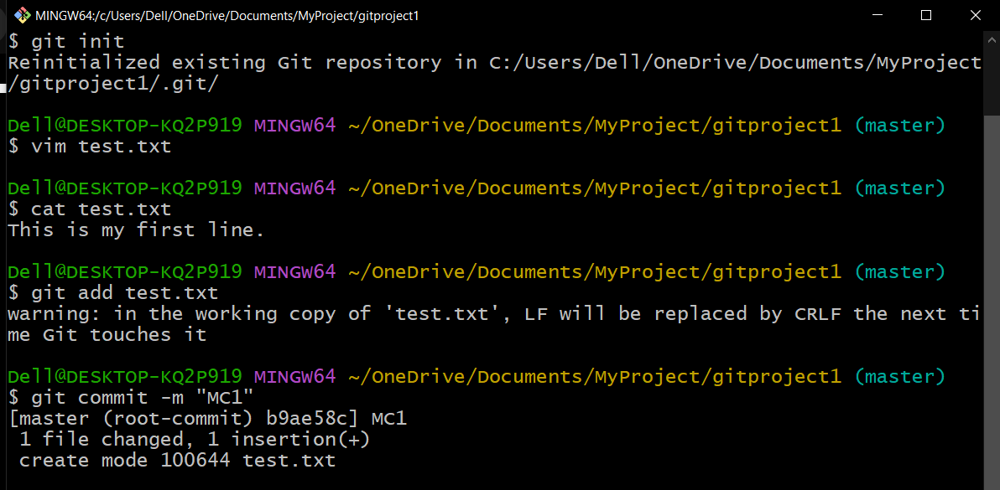 MINGW64:/c/Users/Dell/OneDrive/Documents/MyProject/gitproject1
$ git init
Reinitialized existing Git repository in C:/Users/Dell/OneDrive/Documents/MyProject
/gitproject1/.git/
Dell@DESKTOP-KQ2P919 MINGW64 ~/OneDrive/Documents/MyProject/gitproject1 (master)
$ vim test.txt
Dell@DESKTOP-KQ2P919 MINGW64 ~/OneDrive/Documents/MyProject/gitproject1 (master)
$ cat test.txt
This is my first line.
Dell@DESKTOP-KQ2P919 MINGW64 ~/OneDrive/Documents/MyProject/gitproject1 (master)
$ git add test.txt
warning: in the working copy of 'test.txt', LF will be replaced by CRLF the next ti
me Git touches it
Dell@DESKTOP-KQ2P919 MINGW64 ~/OneDrive/Documents/MyProject/gitproject1 (master)
$ git commit -m "MC1"
[master (root-commit) b9ae58c] MC1
 1 file changed, 1 insertion(+)
 create mode 100644 test.txt